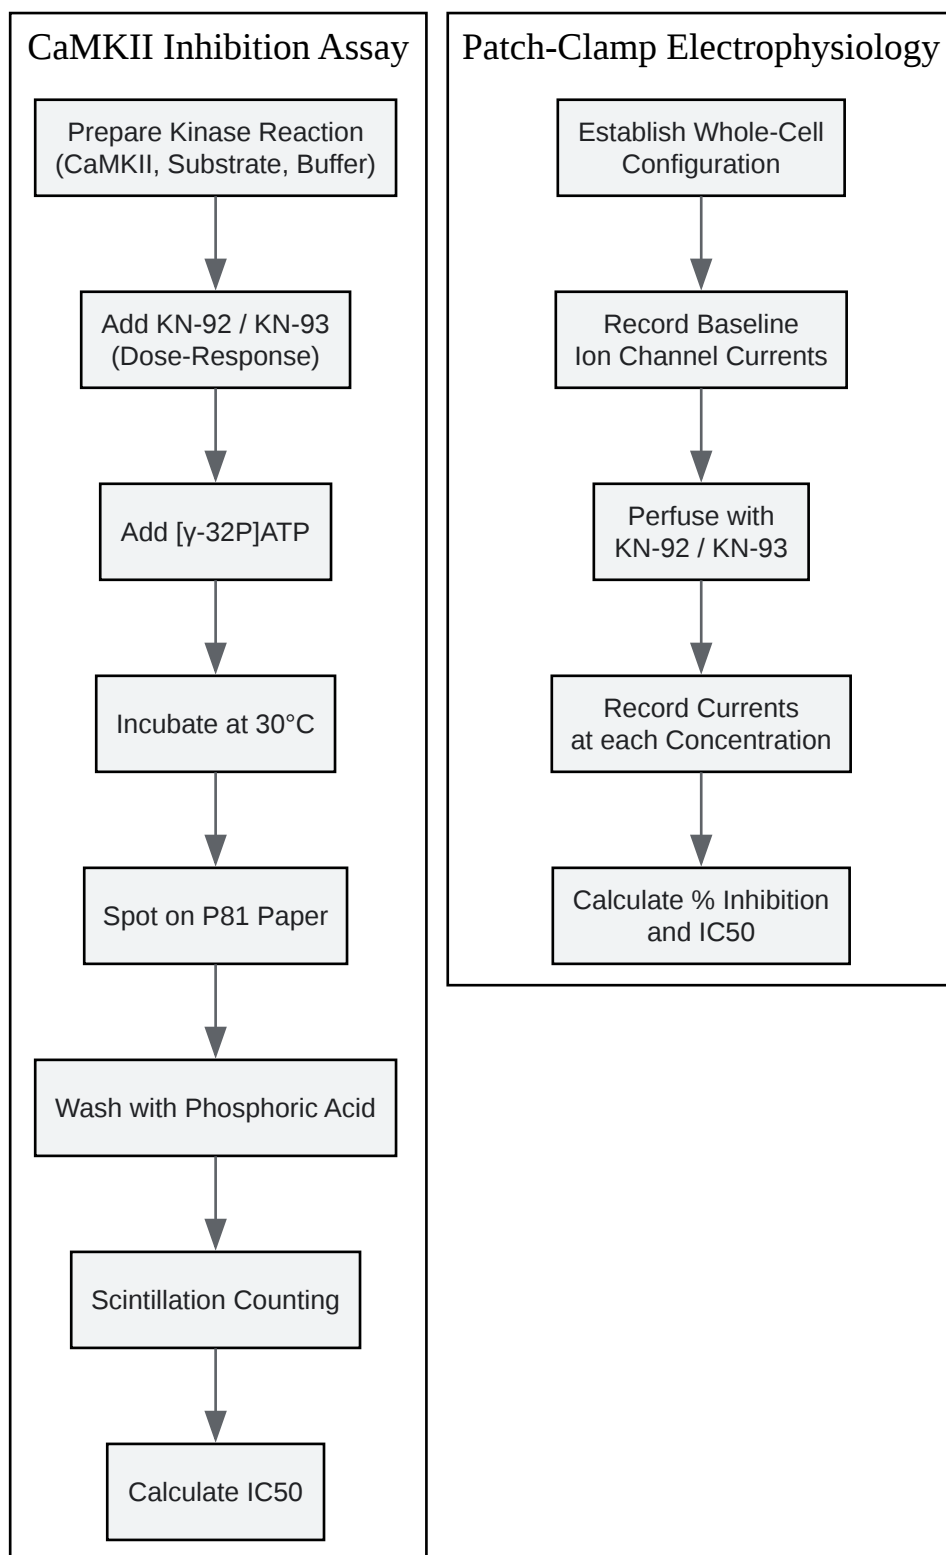 CaMKII Inhibition Assay
Prepare Kinase Reaction
(CaMKII, Substrate, Buffer)
Add KN-92 / KN-93
(Dose-Response)
Add [γ-32P]ATP
Incubate at 30°C
Spot on P81 Paper
Wash with Phosphoric Acid
Scintillation Counting
Calculate IC50
Patch-Clamp Electrophysiology
Establish Whole-Cell
Configuration
Record Baseline
Ion Channel Currents
Perfuse with
KN-92 / KN-93
Record Currents
at each Concentration
Calculate % Inhibition
and IC50